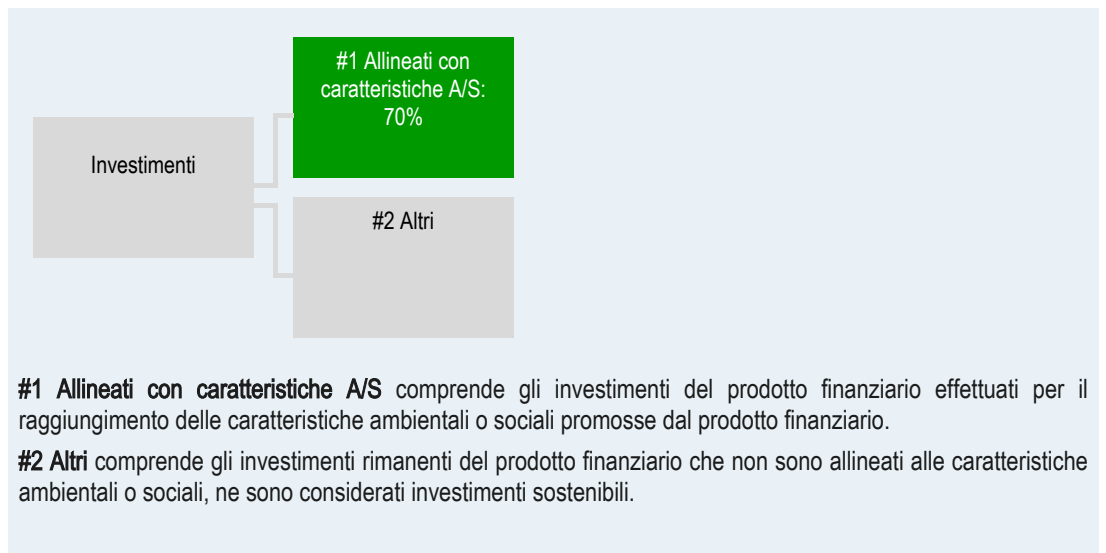 #1 Allineati con
caratteristiche A/S:
70%
Investimenti
#2 Altri
#1 Allineati con caratteristiche A/S comprende gli investimenti del prodotto finanziario effettuati per il
raggiungimento delle caratteristiche ambientali o sociali promosse dal prodotto finanziario.
#2 Altri comprende gli investimenti rimanenti del prodotto finanziario che non sono allineati alle caratteristiche
ambientali o sociali, ne sono considerati investimenti sostenibili.